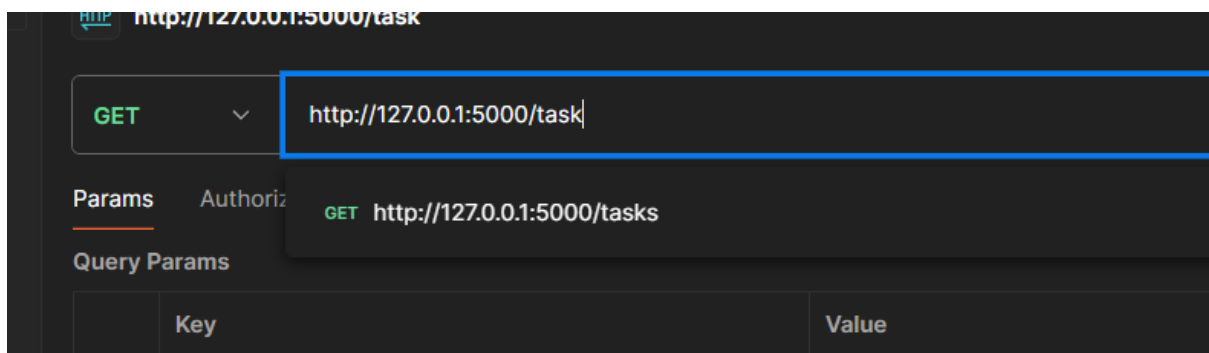 HTTP http://127.0.0.1:5000/task
GET http://127.0.0.1:5000/task
Params Authoriz
GET http://127.0.0.1:5000/tasks
Query Params
Key Value